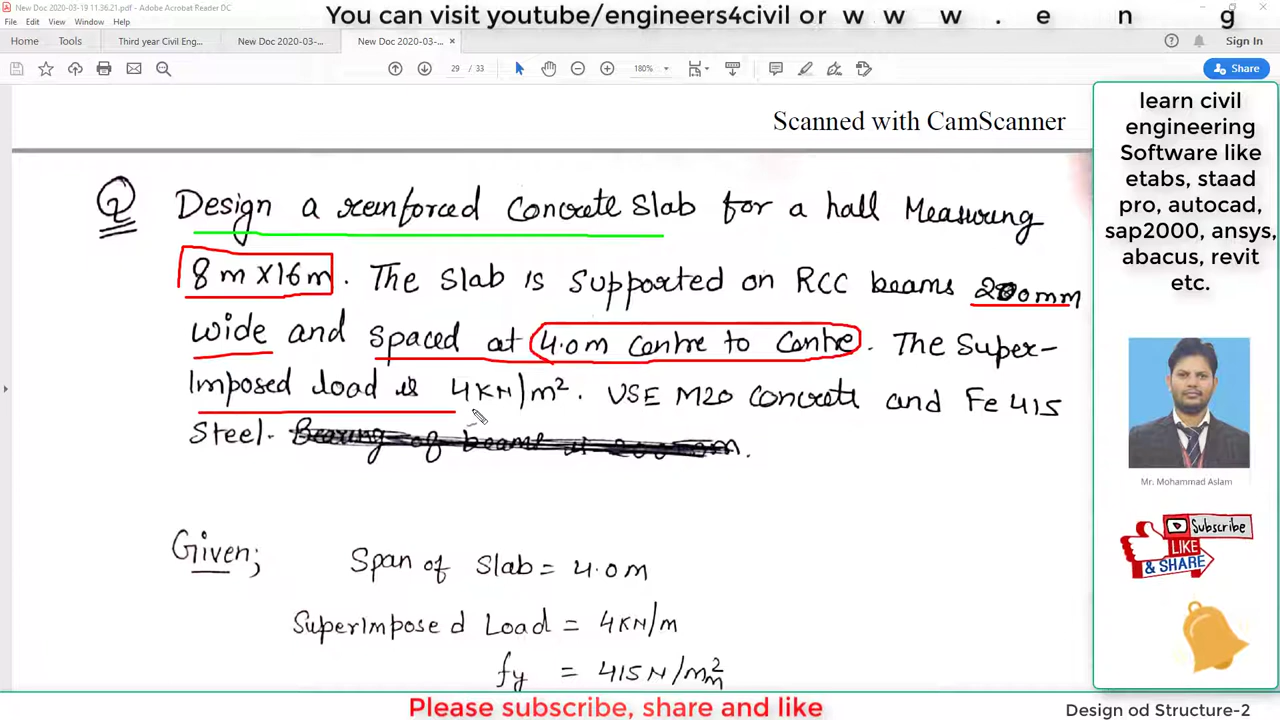 New Doc 2020-03-19 11.36.21.pdf - Adobe Acrobat Reader DC
You can visit youtube/engineers4civil or w w w . e n g
File Edit View Window Help
Home Tools Third year Civil Eng... New Doc 2020-03-... New Doc 2020-03-... × Sign In
29 / 33 180% Share
Scanned with CamScanner
Q Design a reinforced Concrete Slab for a hall Measuring
8 m X 16 m. The Slab is Supported on RCC beams 200mm
wide and spaced at 4.0 m Centre to Centre. The Super-
Imposed load is 4KN/m². USE M20 Concrete and Fe 415
Steel.
Given; Span of Slab = 4.0 m
Superimposed Load = 4KN/m
fy = 415 N/mm²
learn civil
engineering
Software like
etabs, staad
pro, autocad,
sap2000, ansys,
abacus, revit
etc.
Mr. Mohammad Aslam
Subscribe
LIKE
& SHARE
Please subscribe, share and like
Design od Structure-2